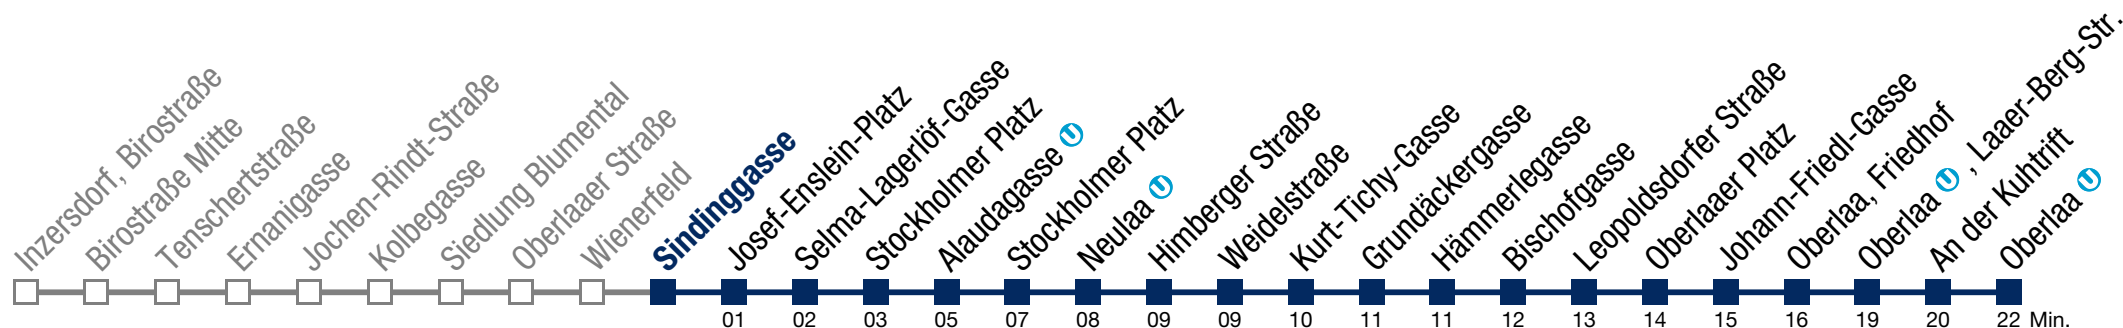 Inzersdorf, Birostraße
Birostraße Mitte
Tenschertstraße
Ernanigasse
Jochen-Rindt-Straße
Kolbegasse
Siedlung Blumental
Oberlaaer Straße
Wienerfeld
Sindinggasse
Josef-Enslein-Platz
Selma-Lagerlöf-Gasse
Stockholmer Platz
Alaudagasse U
Stockholmer Platz
Neulaa U
Himberger Straße
Weidelstraße
Kurt-Tichy-Gasse
Grundäckergasse
Hämmerlegasse
Bischofgasse
Leopoldsdorfer Straße
Oberlaaer Platz
Johann-Friedl-Gasse
Oberlaa, Friedhof
Oberlaa U , Laaer-Berg-Str.
An der Kuhtrift
Oberlaa U
01 02 03 05 07 08 09 09 10 11 11 12 13 14 15 16 19 20 22 Min.